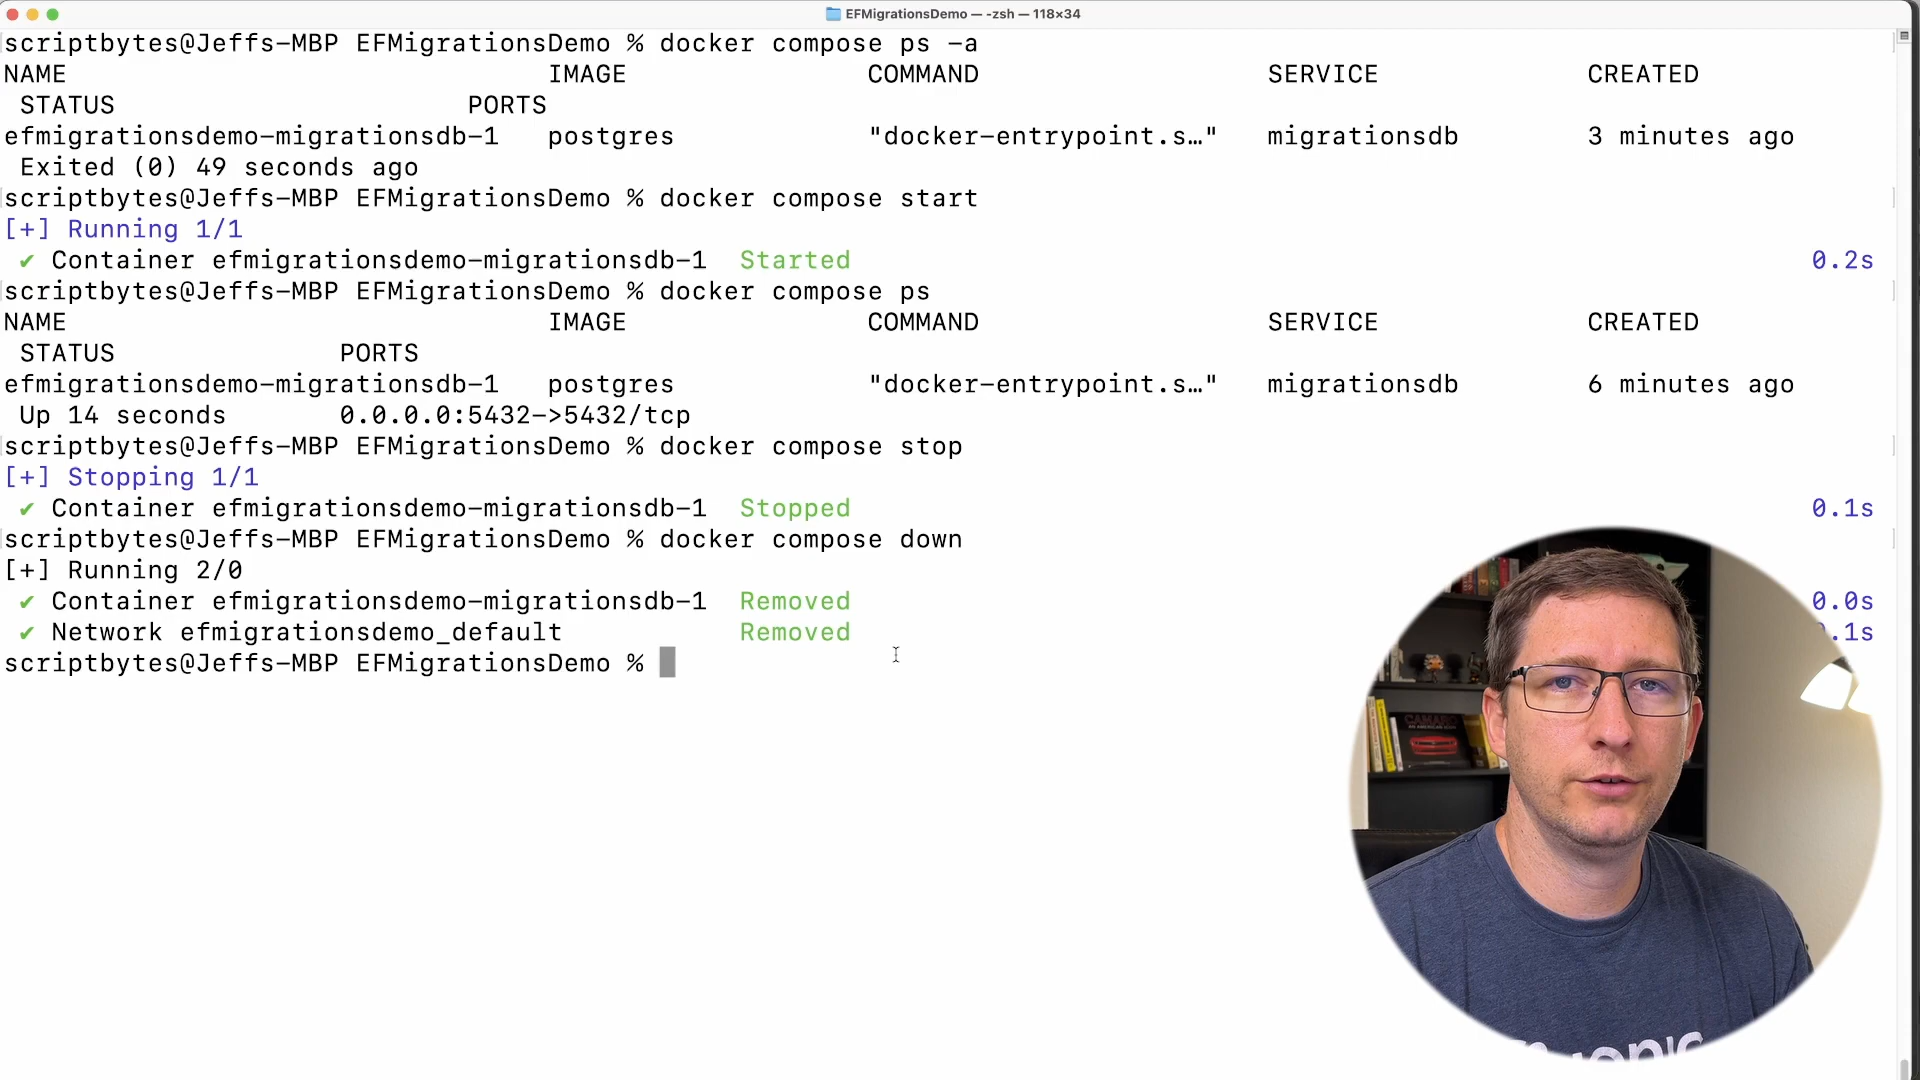 EFMigrationsDemo — -zsh — 118×34
scriptbytes@Jeffs-MBP EFMigrationsDemo % docker compose ps -a
NAME IMAGE COMMAND SERVICE CREATED
STATUS PORTS
efmigrationsdemo-migrationsdb-1 postgres "docker-entrypoint.s…" migrationsdb 3 minutes ago
Exited (0) 49 seconds ago
scriptbytes@Jeffs-MBP EFMigrationsDemo % docker compose start
[+] Running 1/1
✔ Container efmigrationsdemo-migrationsdb-1 Started 0.2s
scriptbytes@Jeffs-MBP EFMigrationsDemo % docker compose ps
NAME IMAGE COMMAND SERVICE CREATED
STATUS PORTS
efmigrationsdemo-migrationsdb-1 postgres "docker-entrypoint.s…" migrationsdb 6 minutes ago
Up 14 seconds 0.0.0.0:5432->5432/tcp
scriptbytes@Jeffs-MBP EFMigrationsDemo % docker compose stop
[+] Stopping 1/1
✔ Container efmigrationsdemo-migrationsdb-1 Stopped 0.1s
scriptbytes@Jeffs-MBP EFMigrationsDemo % docker compose down
[+] Running 2/0
✔ Container efmigrationsdemo-migrationsdb-1 Removed 0.0s
✔ Network efmigrationsdemo_default Removed .1s
scriptbytes@Jeffs-MBP EFMigrationsDemo %
CAMARO